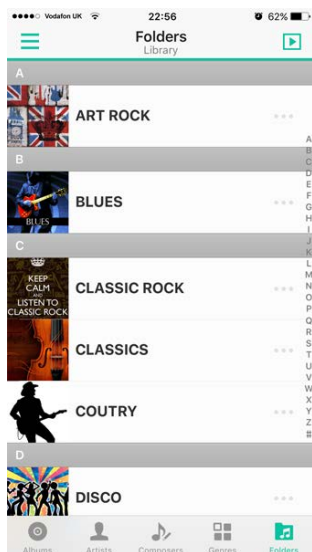 Vodafon UK 22:56 62%
Folders
Library
A
ART ROCK
B
BLUES
BLUES
C
KEEP
CALM
AND
LISTEN TO
CLASSIC ROCK
CLASSIC ROCK
CLASSICS
COUTRY
D
DISCO
A
B
C
D
E
F
G
H
I
J
K
L
M
N
O
P
Q
R
S
T
U
V
W
X
Y
Z
#
Albums Artists Composers Genres Folders